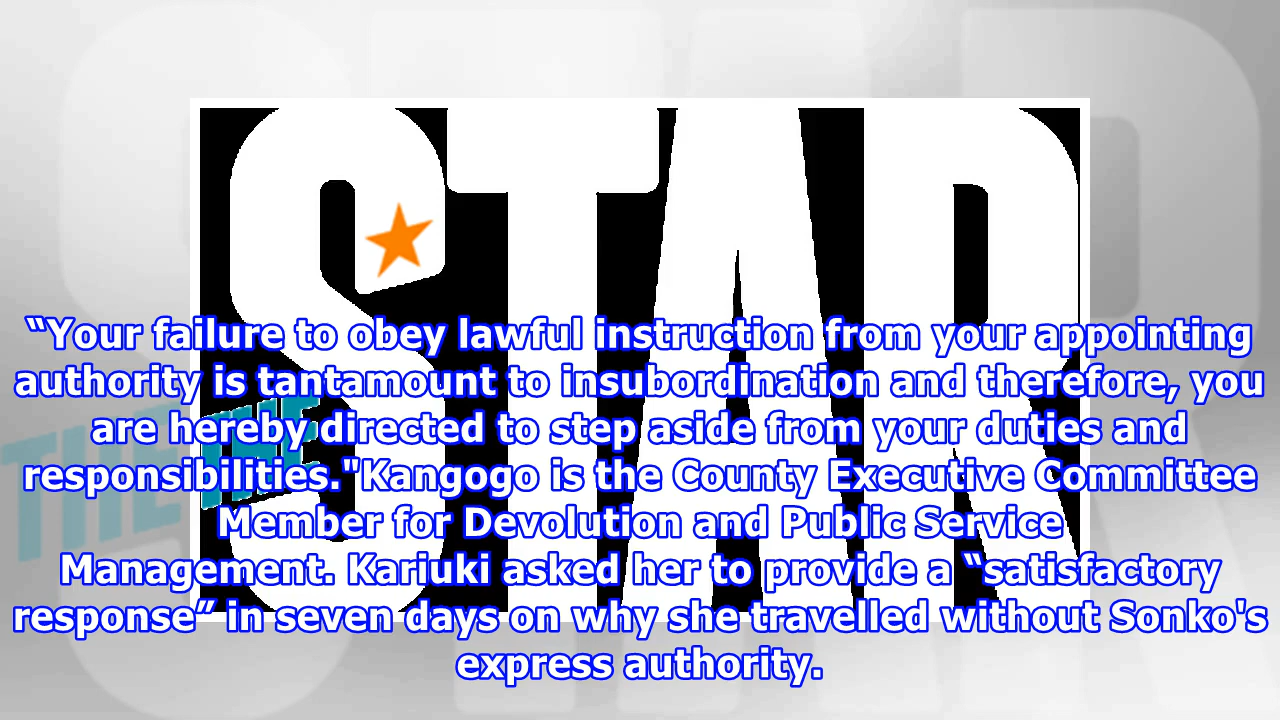 STAR
THE
“Your failure to obey lawful instruction from your appointing
authority is tantamount to insubordination and therefore, you
are hereby directed to step aside from your duties and
responsibilities."Kangogo is the County Executive Committee
Member for Devolution and Public Service
Management. Kariuki asked her to provide a “satisfactory
response” in seven days on why she travelled without Sonko's
express authority.